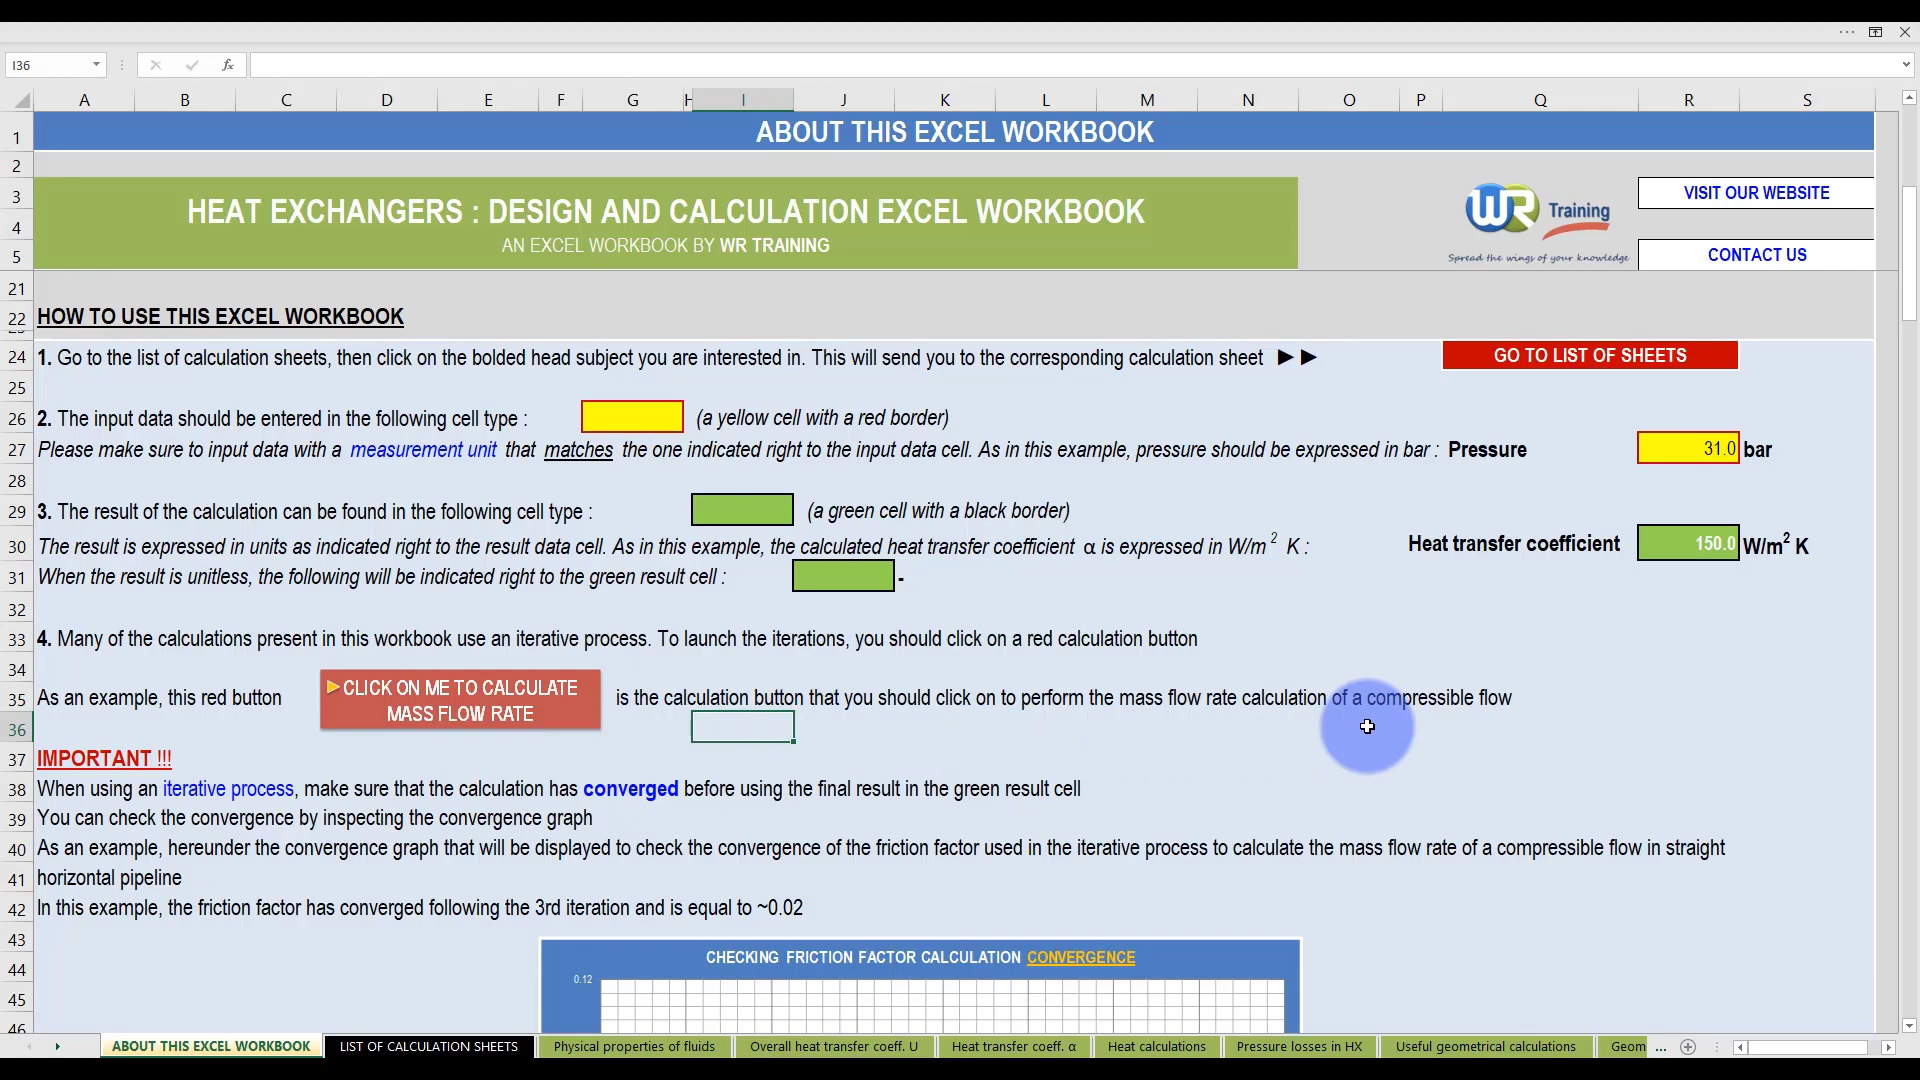 I36
fx
A B C D E F G H I J K L M N O P Q R S
1 ABOUT THIS EXCEL WORKBOOK
2
3 HEAT EXCHANGERS : DESIGN AND CALCULATION EXCEL WORKBOOK
WR Training
VISIT OUR WEBSITE
4
5 AN EXCEL WORKBOOK BY WR TRAINING
Spread the wings of your knowledge
CONTACT US
21
22 HOW TO USE THIS EXCEL WORKBOOK
24 1. Go to the list of calculation sheets, then click on the bolded head subject you are interested in. This will send you to the corresponding calculation sheet ►► GO TO LIST OF SHEETS
25
26 2. The input data should be entered in the following cell type : (a yellow cell with a red border)
27 Please make sure to input data with a measurement unit that matches the one indicated right to the input data cell. As in this example, pressure should be expressed in bar : Pressure 31.0 bar
28
29 3. The result of the calculation can be found in the following cell type : (a green cell with a black border)
30 The result is expressed in units as indicated right to the result data cell. As in this example, the calculated heat transfer coefficient α is expressed in W/m² K : Heat transfer coefficient 150.0 W/m² K
31 When the result is unitless, the following will be indicated right to the green result cell : -
32
33 4. Many of the calculations present in this workbook use an iterative process. To launch the iterations, you should click on a red calculation button
34
35 As an example, this red button ►CLICK ON ME TO CALCULATE MASS FLOW RATE is the calculation button that you should click on to perform the mass flow rate calculation of a compressible flow
36
37 IMPORTANT !!!
38 When using an iterative process, make sure that the calculation has converged before using the final result in the green result cell
39 You can check the convergence by inspecting the convergence graph
40 As an example, hereunder the convergence graph that will be displayed to check the convergence of the friction factor used in the iterative process to calculate the mass flow rate of a compressible flow in straight
41 horizontal pipeline
42 In this example, the friction factor has converged following the 3rd iteration and is equal to ~0.02
43
44 CHECKING FRICTION FACTOR CALCULATION CONVERGENCE
0.12
45
46
ABOUT THIS EXCEL WORKBOOK LIST OF CALCULATION SHEETS Physical properties of fluids Overall heat transfer coeff. U Heat transfer coeff. α Heat calculations Pressure losses in HX Useful geometrical calculations Geom ...